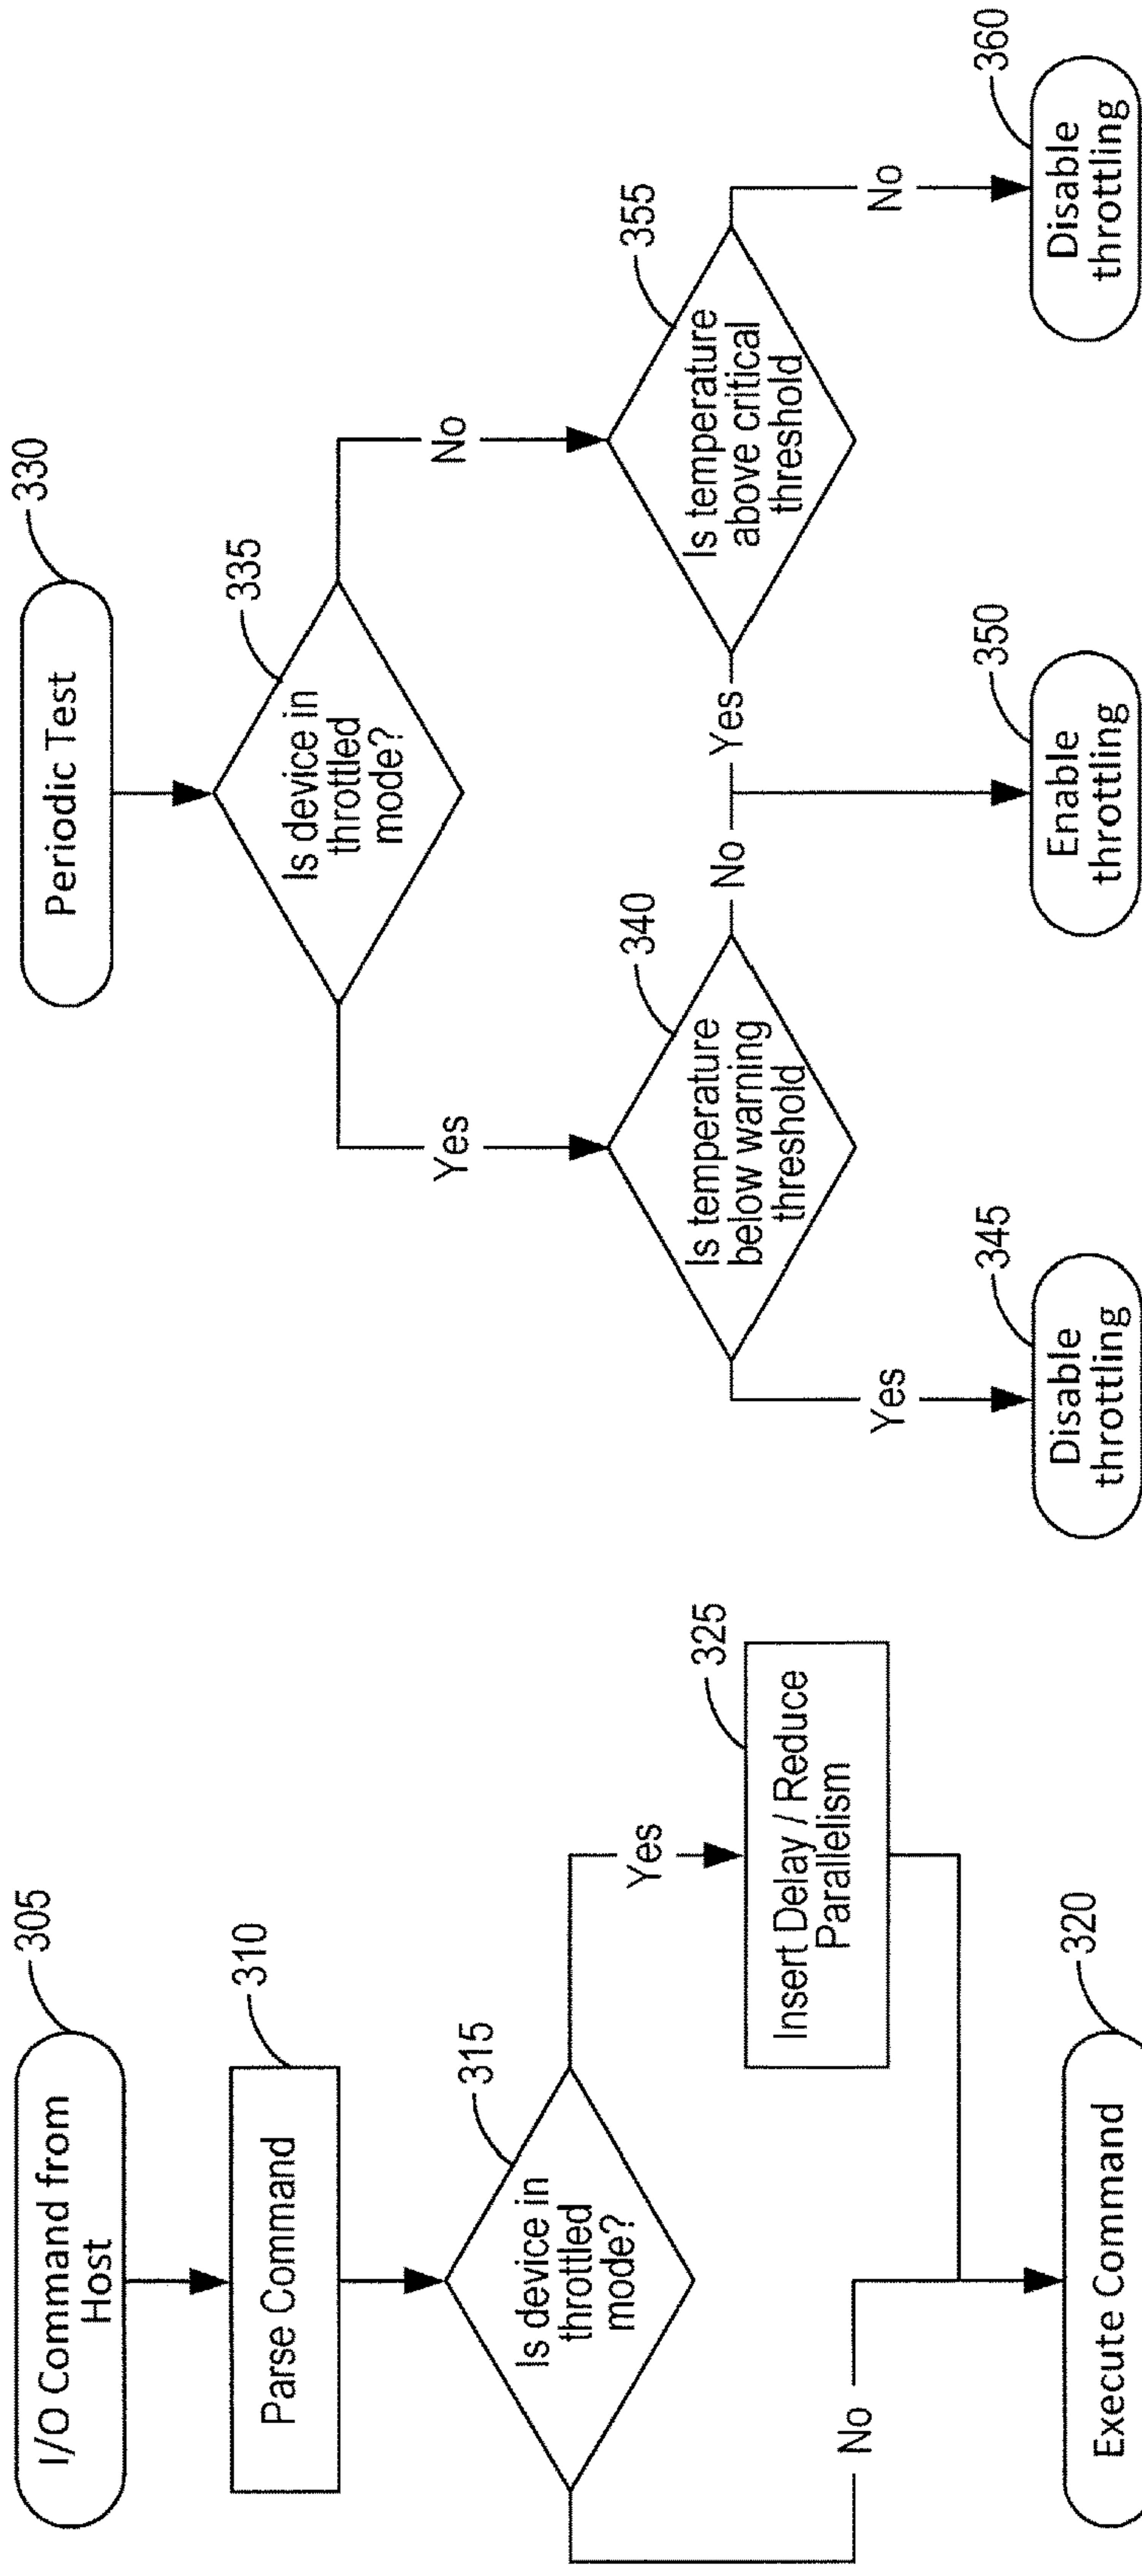 I/O Command from
Host
305
Parse Command
310
Is device in
throttled
mode?
315
Yes
Insert Delay / Reduce
Parallelism
325
No
Execute Command
320
Periodic Test
330
Is device in
throttled
mode?
335
Yes
No
Is temperature
below warning
threshold
340
Is temperature
above critical
threshold
355
Yes
No
Yes
No
Disable
throttling
345
Enable
throttling
350
Disable
throttling
360